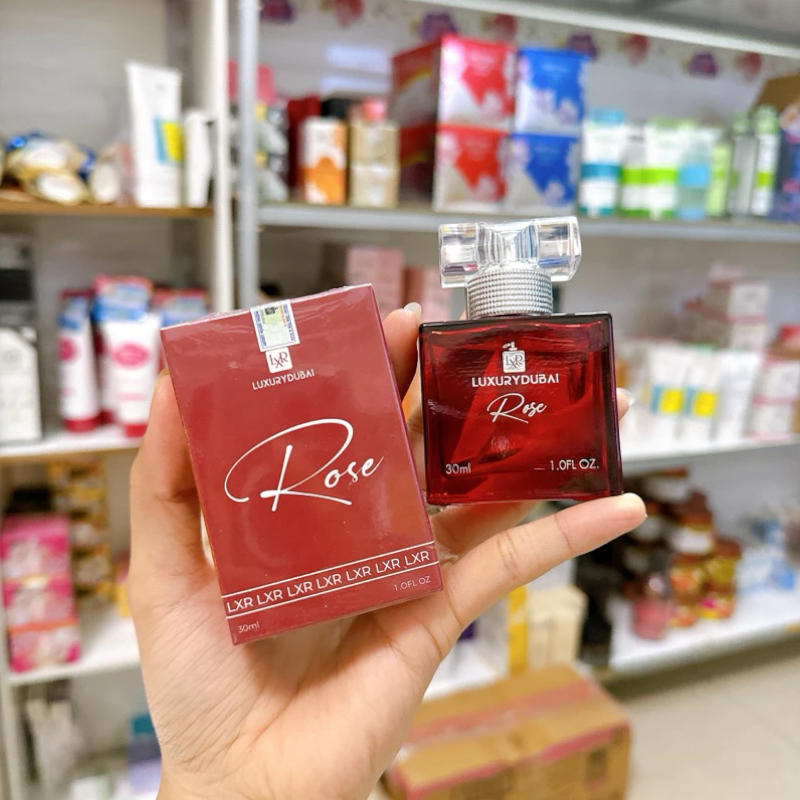 LXR
LUXURYDUBAI
Rose
LXR LXR LXR LXR LXR LXR LXR
30ml
1.0FL OZ
LXR
LUXURYDUBAI
Rose
30ml
1.0FL OZ.